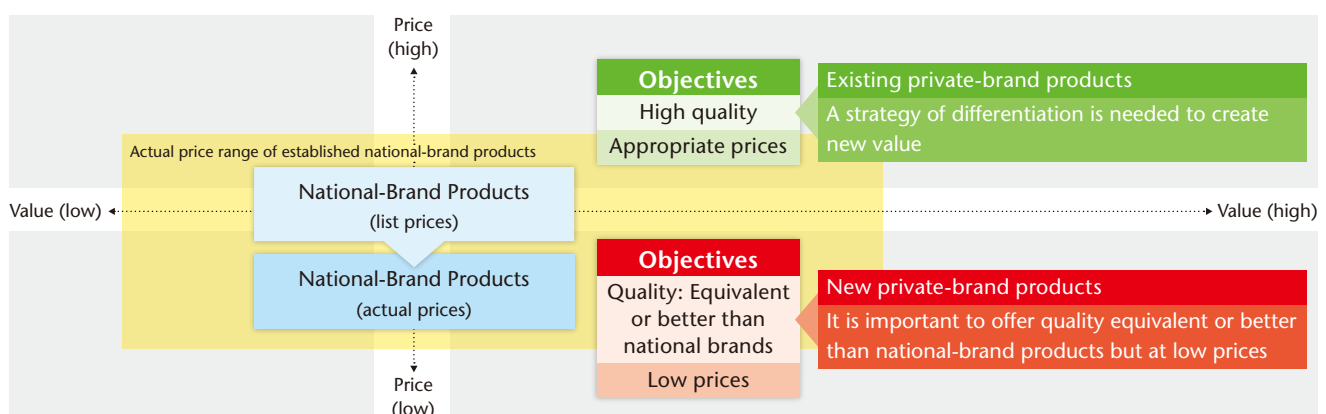 Price
(high)
Objectives
High quality
Appropriate prices
Existing private-brand products
A strategy of differentiation is needed to create
new value
Actual price range of established national-brand products
National-Brand Products
(list prices)
Value (low)
Value (high)
National-Brand Products
(actual prices)
Objectives
Quality: Equivalent
or better than
national brands
Low prices
New private-brand products
It is important to offer quality equivalent or better
than national-brand products but at low prices
Price
(low)